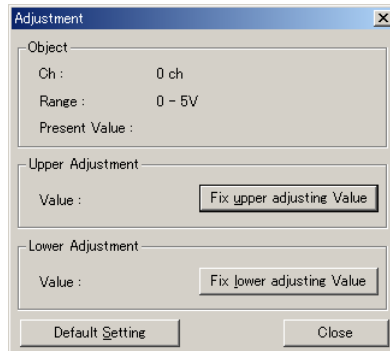 Adjustment
Object
Ch : 0 ch
Range : 0 - 5V
Present Value :
Upper Adjustment
Value : Fix upper adjusting Value
Lower Adjustment
Value : Fix lower adjusting Value
Default Setting Close